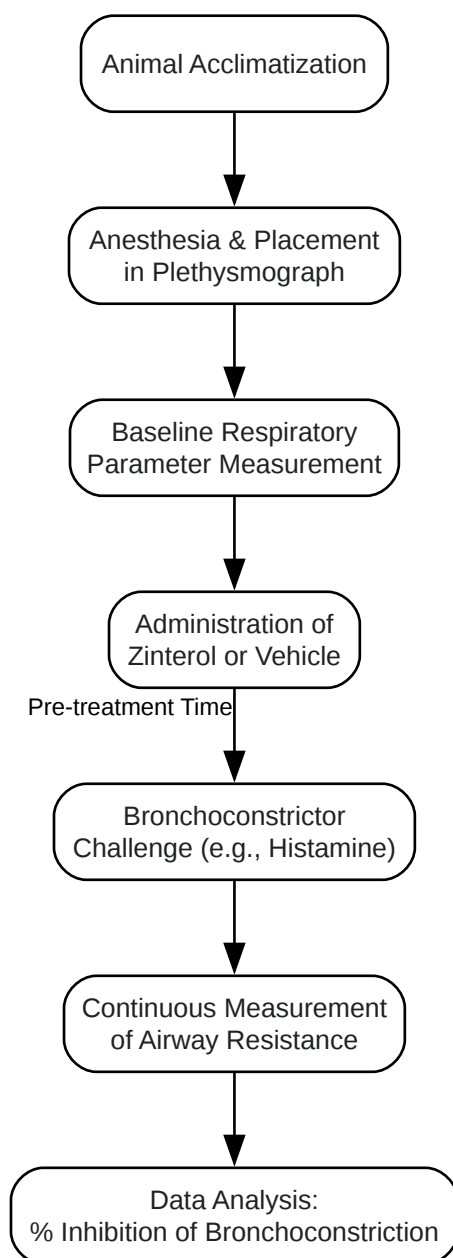 Animal Acclimatization
Anesthesia & Placement
in Plethysmograph
Baseline Respiratory
Parameter Measurement
Administration of
Zinterol or Vehicle
Pre-treatment Time
Bronchoconstrictor
Challenge (e.g., Histamine)
Continuous Measurement
of Airway Resistance
Data Analysis:
% Inhibition of Bronchoconstriction